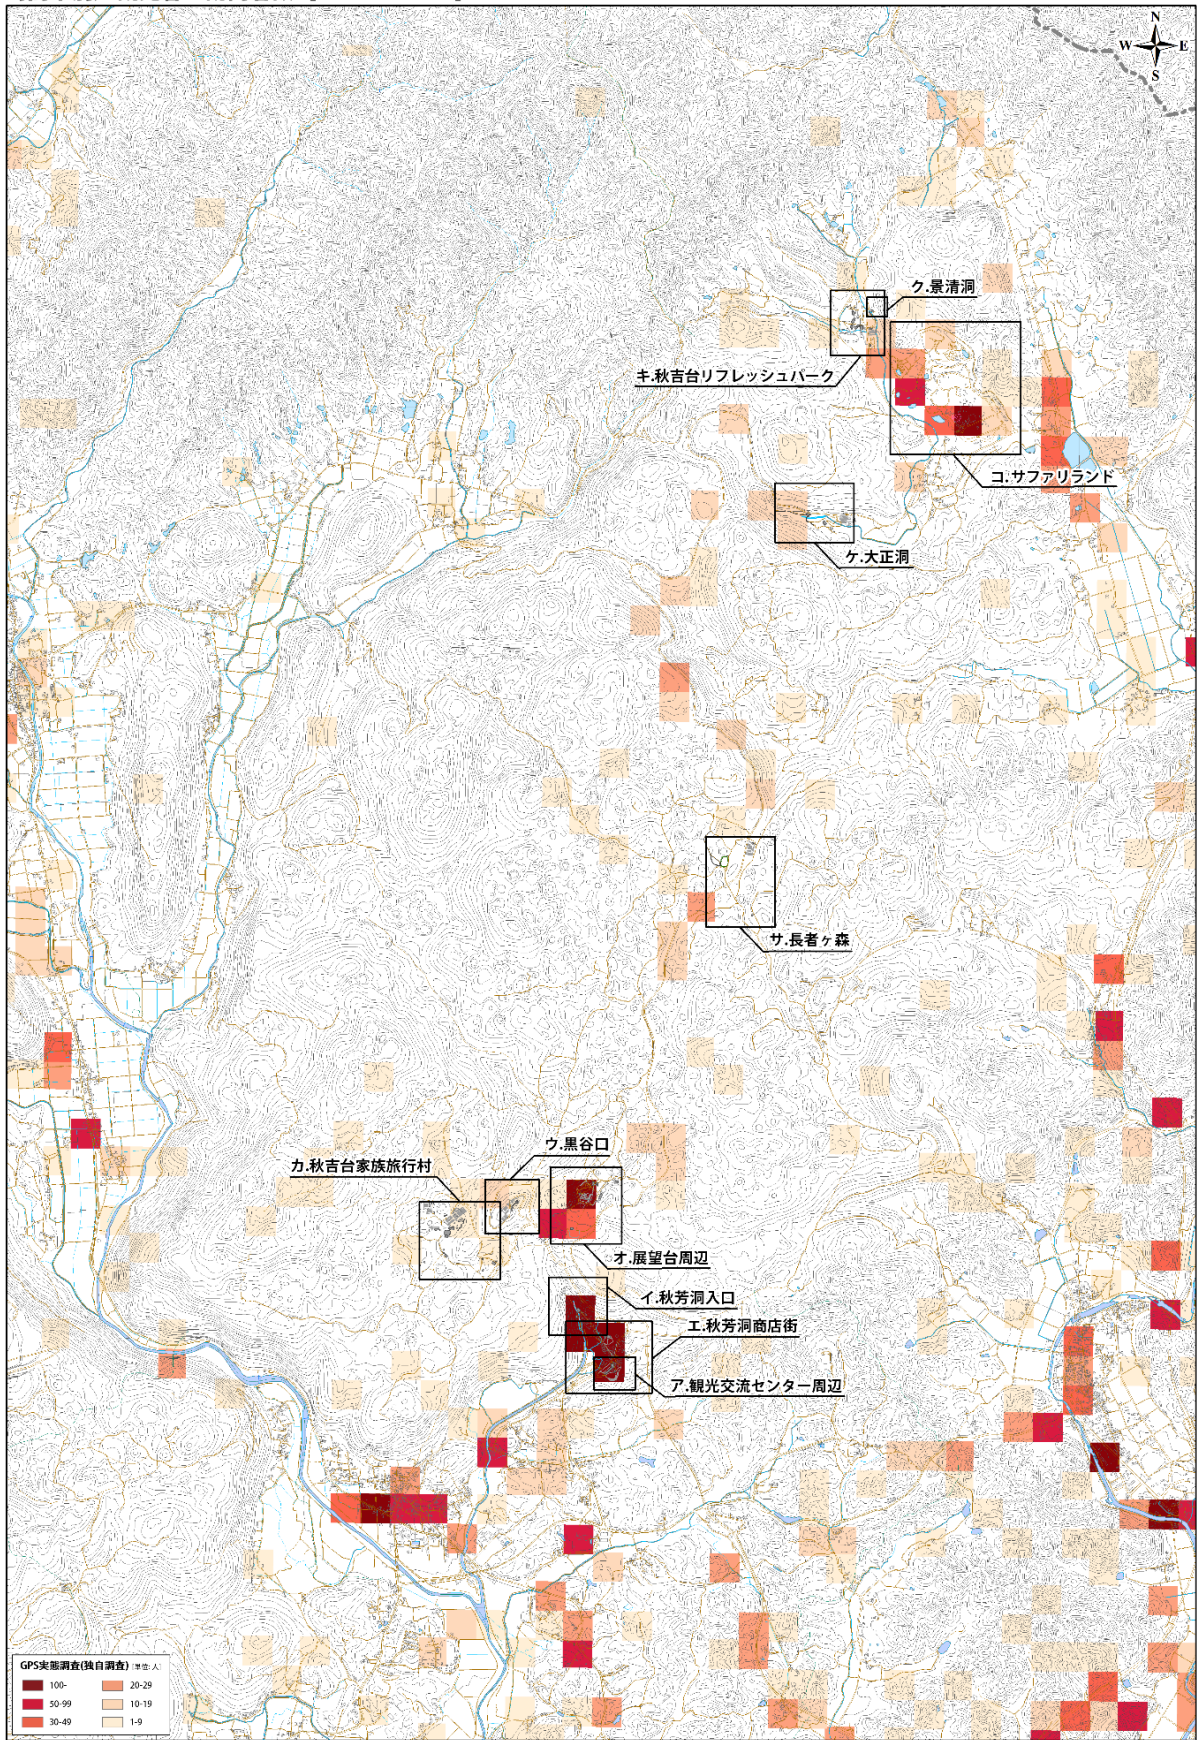 N
W E
S
ク.景清洞
キ.秋吉台リフレッシュパーク
コ.サファリランド
ケ.大正洞
サ.長者ヶ森
ウ.黒谷口
カ.秋吉台家族旅行村
オ.展望台周辺
イ.秋芳洞入口
エ.秋芳洞商店街
ア.観光交流センター周辺
GPS実態調査(独自調査) (単位:人)
100- 20-29
50-99 10-19
30-49 1-9